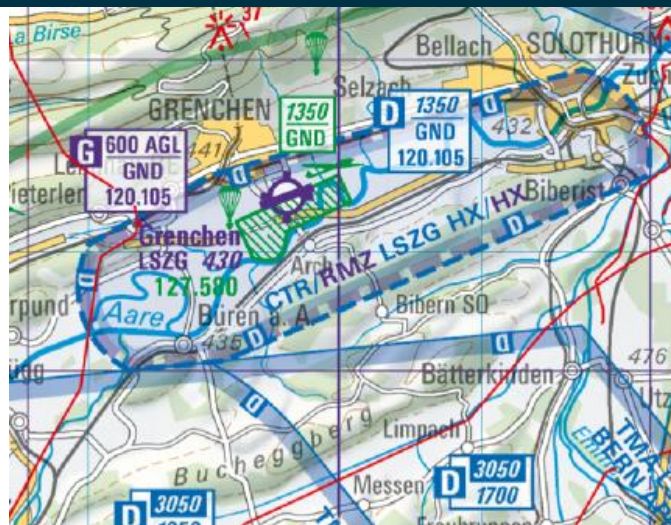 37
a Birse
Bellach
SOLOTHURN
Selzach
GRENCHEN
1350
GND
D 1350
GND
120.105
432
G 600 AGL
GND
120.105
441
Pieterlen
Biberist
D
Grenchen
LSZG 430
127.580
Arch
CTR/RMZ LSZG HX/HX
D
Aare
Büren a. A
Bibern SO
D
435
D
476
Bätterkinden
D
Limpach
TMA
BERN
Bucheggberg
D 3050
1700
Messen
D 3050